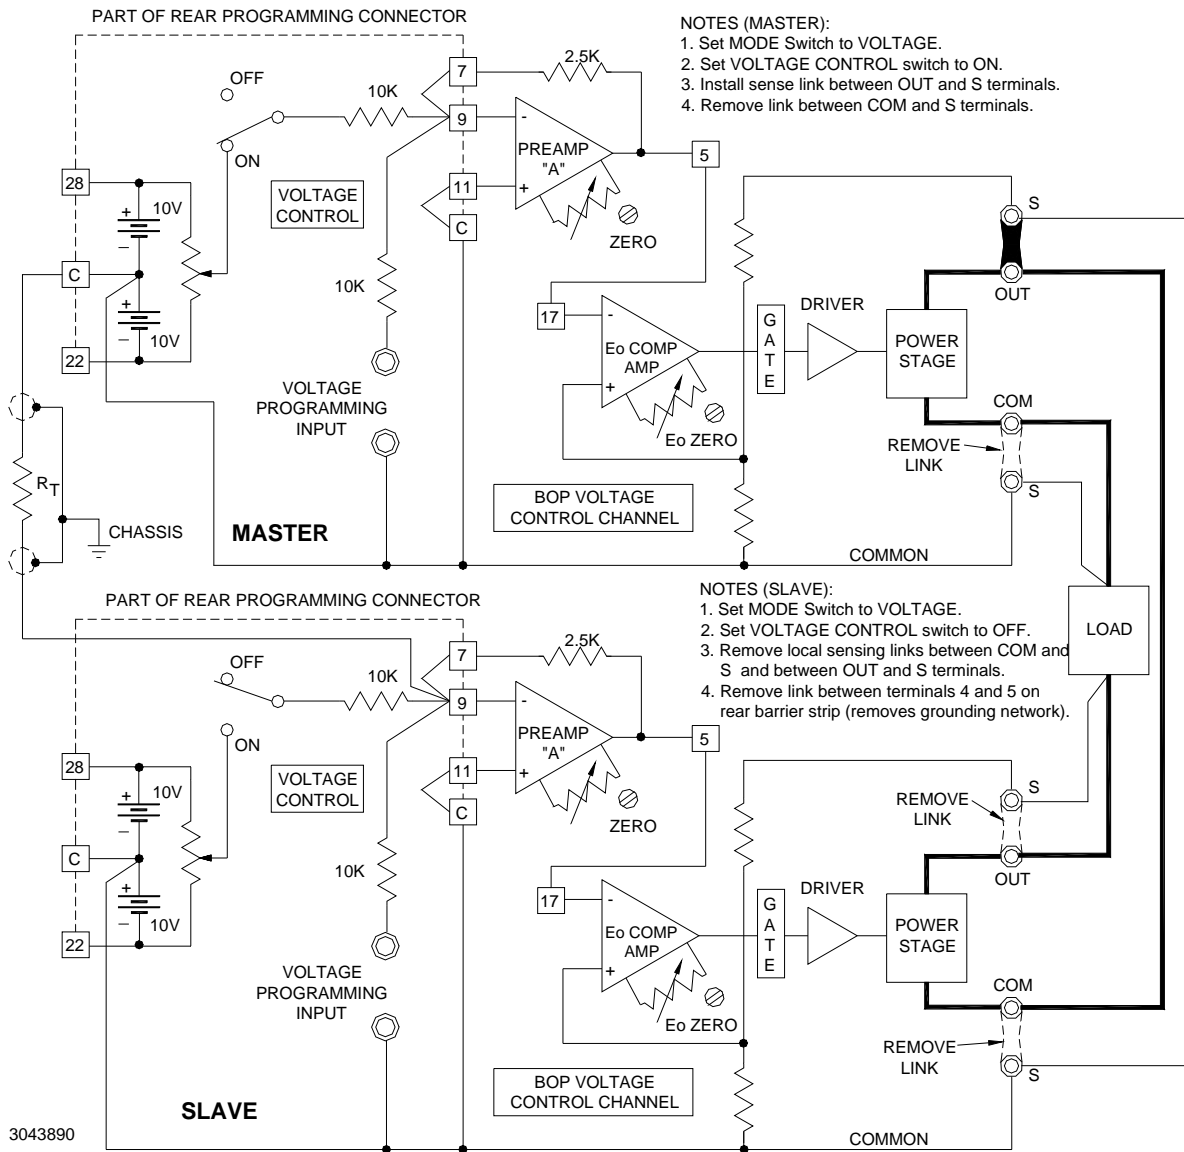 PART OF REAR PROGRAMMING CONNECTOR
NOTES (MASTER):
1. Set MODE Switch to VOLTAGE.
2. Set VOLTAGE CONTROL switch to ON.
3. Install sense link between OUT and S terminals.
4. Remove link between COM and S terminals.
7
2.5K
OFF
10K
9
-
PREAMP
"A"
5
ON
28
11
+
VOLTAGE
CONTROL
+
10V
–
C
ZERO
S
C
10K
OUT
+
10V
–
17
-
DRIVER
GATE
POWER
STAGE
22
Eo COMP
AMP
VOLTAGE
PROGRAMMING
INPUT
+
COM
Eo ZERO
REMOVE
LINK
RT
S
BOP VOLTAGE
CONTROL CHANNEL
CHASSIS
MASTER
COMMON
PART OF REAR PROGRAMMING CONNECTOR
NOTES (SLAVE):
1. Set MODE Switch to VOLTAGE.
2. Set VOLTAGE CONTROL switch to OFF.
3. Remove local sensing links between COM and
S and between OUT and S terminals.
4. Remove link between terminals 4 and 5 on
rear barrier strip (removes grounding network).
LOAD
7
2.5K
OFF
10K
9
-
PREAMP
"A"
5
ON
28
11
+
VOLTAGE
CONTROL
+
10V
–
C
ZERO
REMOVE
LINK
S
C
10K
OUT
+
10V
–
17
-
DRIVER
GATE
POWER
STAGE
22
Eo COMP
AMP
VOLTAGE
PROGRAMMING
INPUT
+
COM
Eo ZERO
REMOVE
LINK
S
BOP VOLTAGE
CONTROL CHANNEL
SLAVE
3043890
COMMON